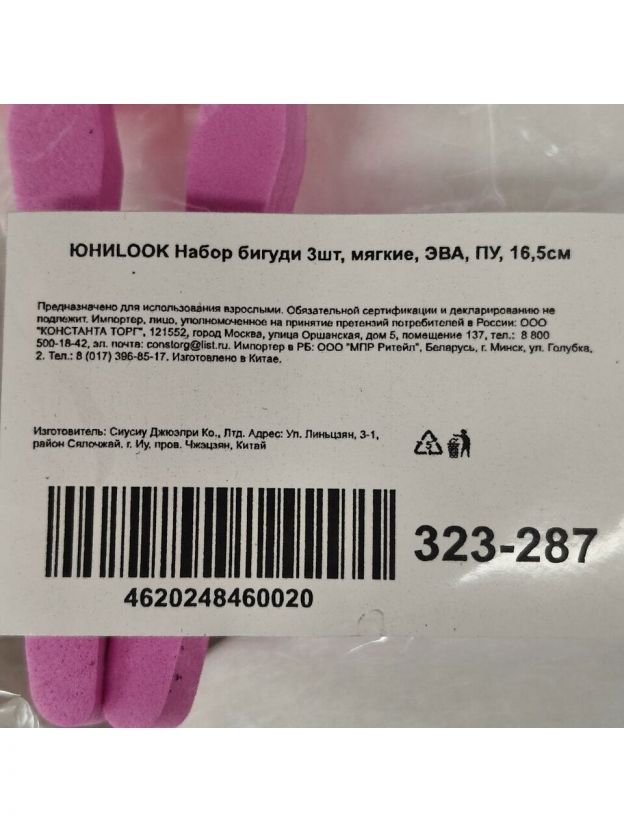 ЮНИLOOK Набор бигуди 3шт, мягкие, ЭВА, ПУ, 16,5см
Предназначено для использования взрослыми. Обязательной сертификации и декларированию не
подлежит. Импортер, лицо, уполномоченное на принятие претензий потребителей в России: ООО
"КОНСТАНТА ТОРГ", 121552, город Москва, улица Оршанская, дом 5, помещение 137, тел.: 8 800
500-18-42, эл. почта: constorg@list.ru. Импортер в РБ: ООО "МПР Ритейл", Беларусь, г. Минск, ул. Голубка,
2. Тел.: 8 (017) 396-85-17. Изготовлено в Китае.
Изготовитель: Сиусиу Джюэлри Ко., Лтд. Адрес: Ул. Линьцзян, 3-1,
район Сялочжай, г. Иу, пров. Чжэцзян, Китай
5
323-287
4620248460020